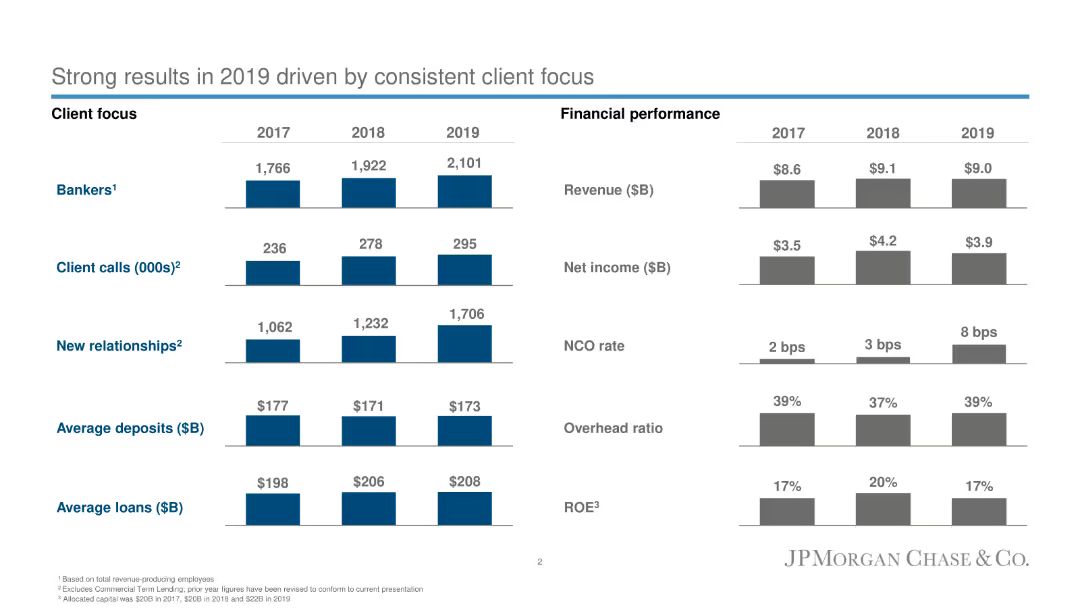 Strong results in 2019 driven by consistent client focus
Client focus
2017 2018 2019
Bankers¹ 1,766 1,922 2,101
Client calls (000s)² 236 278 295
New relationships² 1,062 1,232 1,706
Average deposits ($B) $177 $171 $173
Average loans ($B) $198 $206 $208
Financial performance
2017 2018 2019
Revenue ($B) $8.6 $9.1 $9.0
Net income ($B) $3.5 $4.2 $3.9
NCO rate 2 bps 3 bps 8 bps
Overhead ratio 39% 37% 39%
ROE³ 17% 20% 17%
2
JPMORGAN CHASE & CO.
¹ Based on total revenue-producing employees
² Excludes Commercial Term Lending; prior year figures have been revised to conform to current presentation
³ Allocated capital was $20B in 2017, $20B in 2018 and $22B in 2019